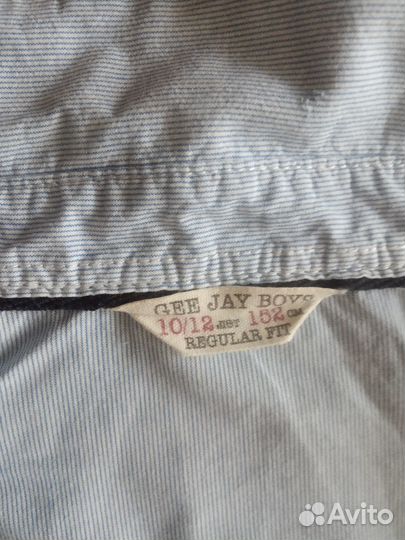 GEE JAY BOYS
10/12 лет 152 см
REGULAR FIT
Avito